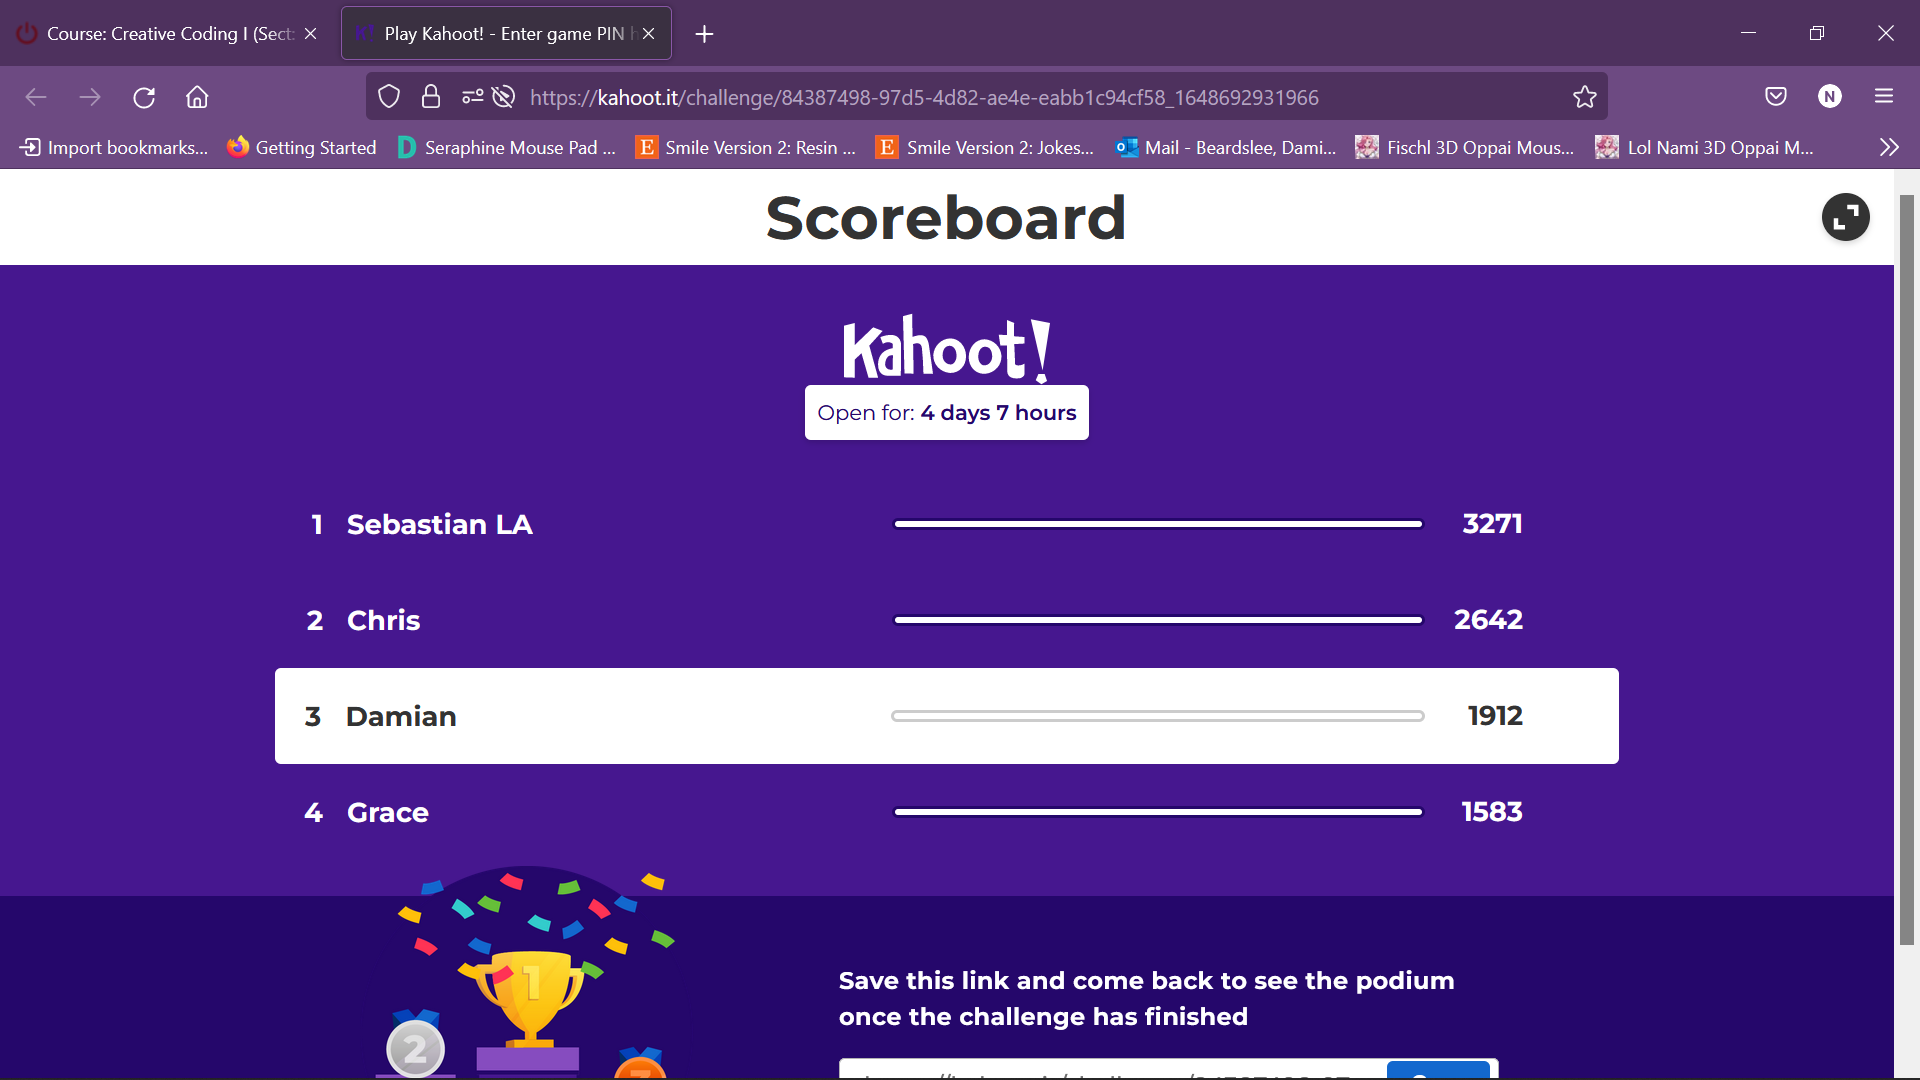 Course: Creative Coding I (Sect:
Play Kahoot! - Enter game PIN h
https://kahoot.it/challenge/84387498-97d5-4d82-ae4e-eabb1c94cf58_1648692931966
N
Import bookmarks... Getting Started Seraphine Mouse Pad ... Smile Version 2: Resin ... Smile Version 2: Jokes... Mail - Beardslee, Dami... Fischl 3D Oppai Mous... Lol Nami 3D Oppai M...
Scoreboard
Kahoot!
Open for: 4 days 7 hours
1 Sebastian LA 3271
2 Chris 2642
3 Damian 1912
4 Grace 1583
1
2
Save this link and come back to see the podium
once the challenge has finished